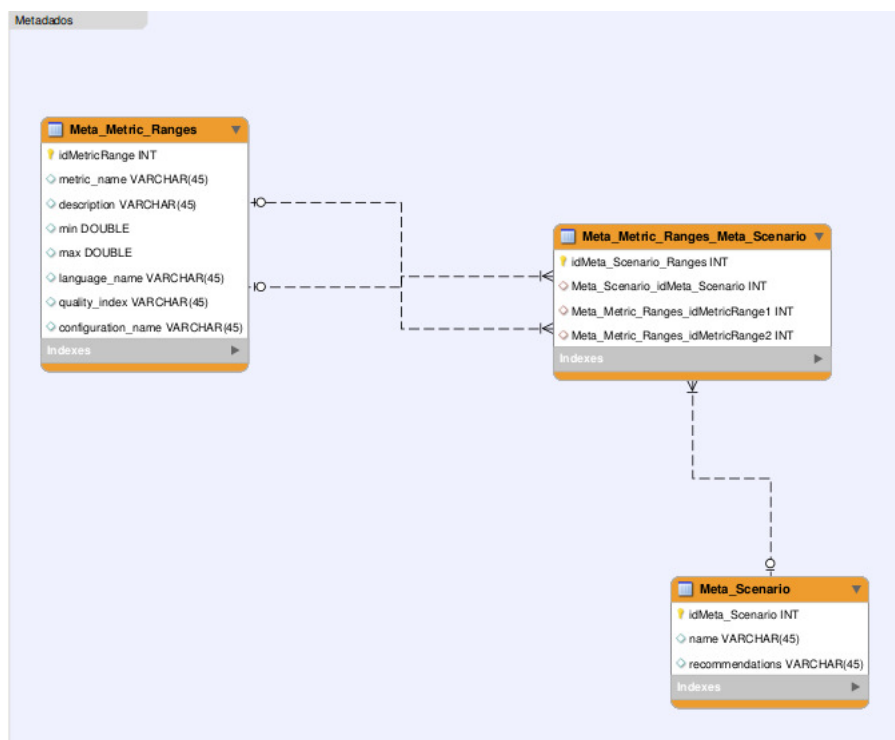 Metadados
Meta_Metric_Ranges
idMetricRange INT
metric_name VARCHAR(45)
description VARCHAR(45)
min DOUBLE
max DOUBLE
language_name VARCHAR(45)
quality_index VARCHAR(45)
configuration_name VARCHAR(45)
Indexes
Meta_Metric_Ranges_Meta_Scenario
idMeta_Scenario_Ranges INT
Meta_Scenario_idMeta_Scenario INT
Meta_Metric_Ranges_idMetricRange1 INT
Meta_Metric_Ranges_idMetricRange2 INT
Indexes
Meta_Scenario
idMeta_Scenario INT
name VARCHAR(45)
recommendations VARCHAR(45)
Indexes